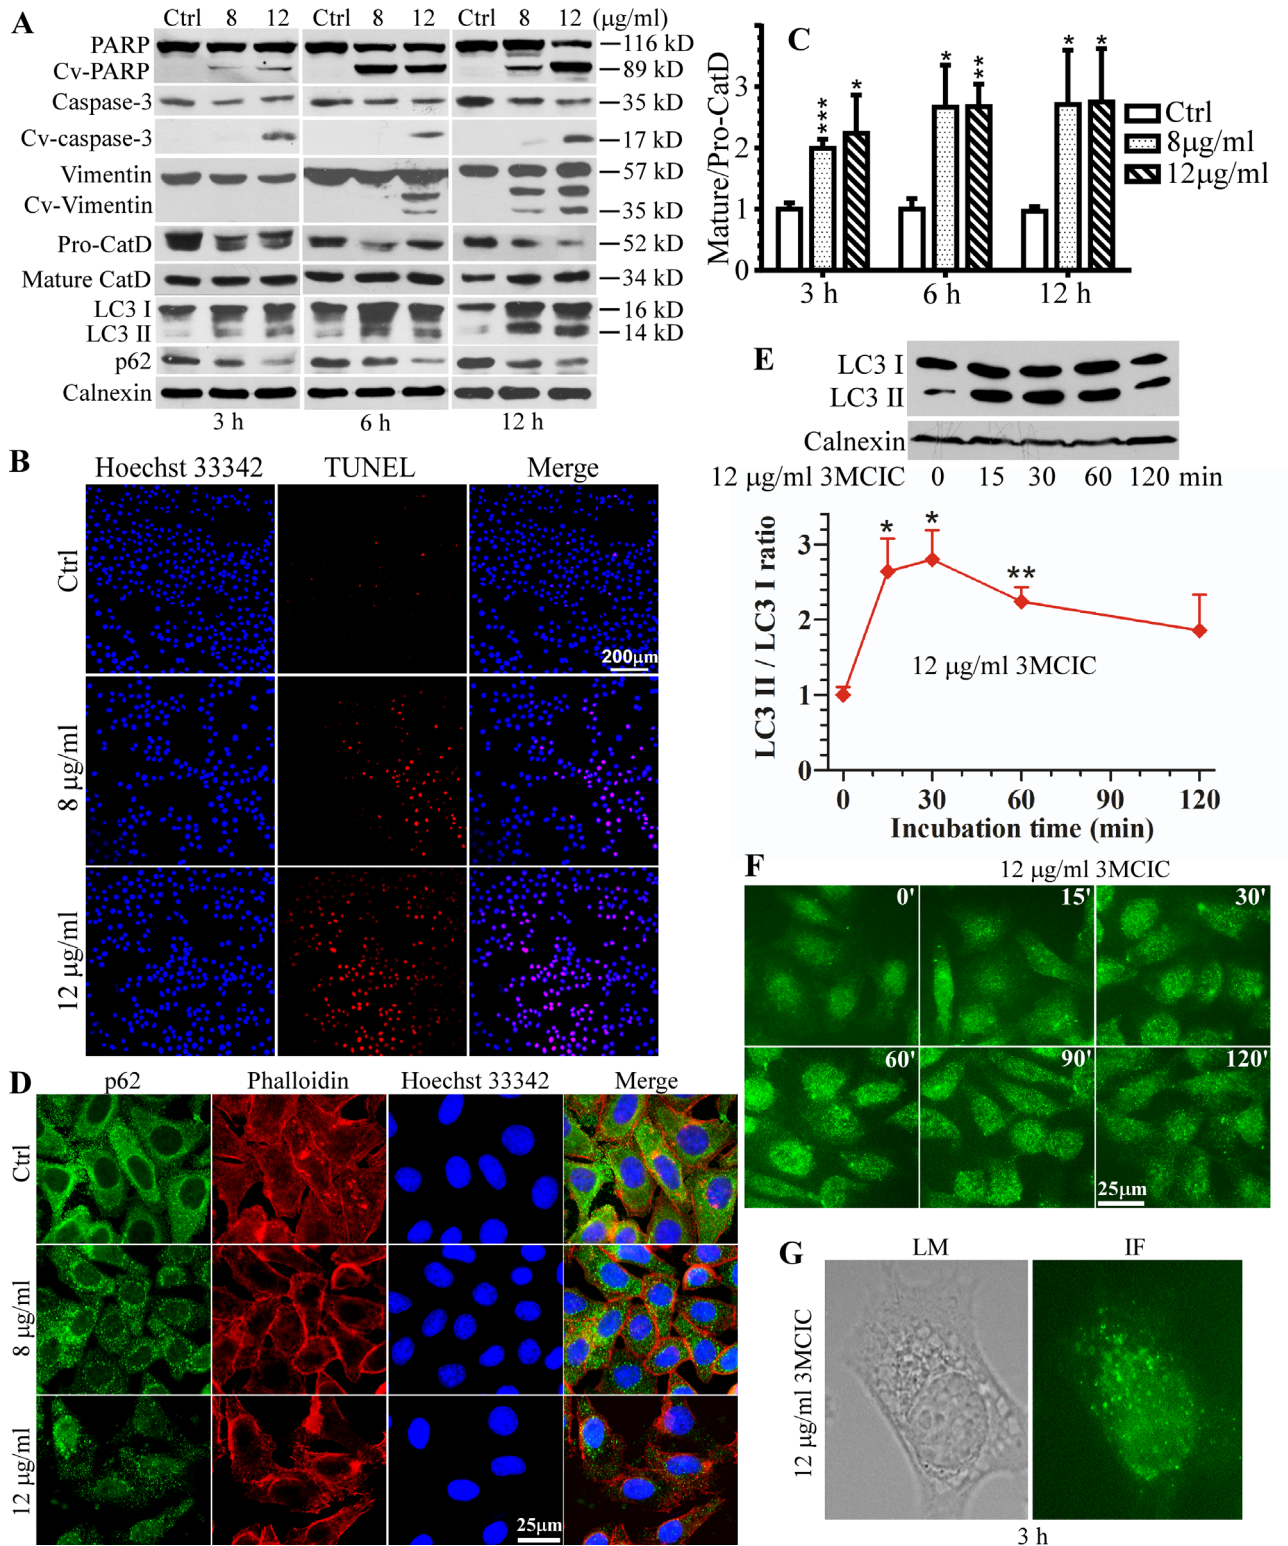 A
Ctrl 8 12 Ctrl 8 12 Ctrl 8 12 (μg/ml)
PARP 116 kD
Cv-PARP 89 kD
Caspase-3 35 kD
Cv-caspase-3 17 kD
Vimentin 57 kD
Cv-Vimentin 35 kD
Pro-CatD 52 kD
Mature CatD 34 kD
LC3 I 16 kD
LC3 II 14 kD
p62
Calnexin
3 h 6 h 12 h
B
Hoechst 33342 TUNEL Merge
Ctrl
200μm
8 μg/ml
12 μg/ml
C
Mature/Pro-CatD
3
2
1
0
*** * * ** * *
3 h 6 h 12 h
Ctrl
8μg/ml
12μg/ml
D
p62 Phalloidin Hoechst 33342 Merge
Ctrl
8 μg/ml
12 μg/ml
25μm
E
LC3 I
LC3 II
Calnexin
12 μg/ml 3MCIC 0 15 30 60 120 min
LC3 II / LC3 I ratio
3
2
1
0
* * **
12 μg/ml 3MCIC
0 30 60 90 120
Incubation time (min)
F
12 μg/ml 3MCIC
0' 15' 30'
60' 90' 120'
25μm
G
LM IF
12 μg/ml 3MCIC
3 h